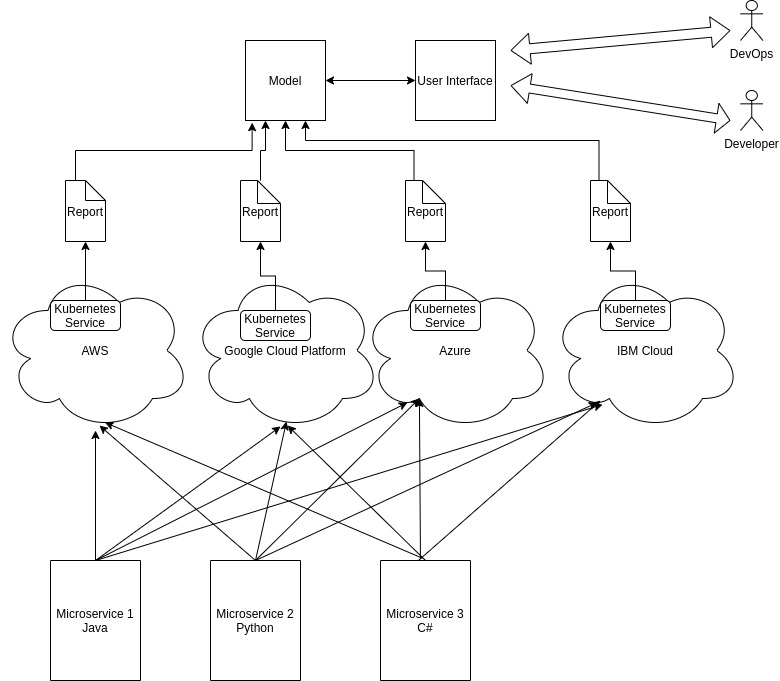 DevOps
Model
User Interface
Developer
Report
Report
Report
Report
Kubernetes
Service
AWS
Kubernetes
Service
Google Cloud Platform
Kubernetes
Service
Azure
Kubernetes
Service
IBM Cloud
Microservice 1
Java
Microservice 2
Python
Microservice 3
C#